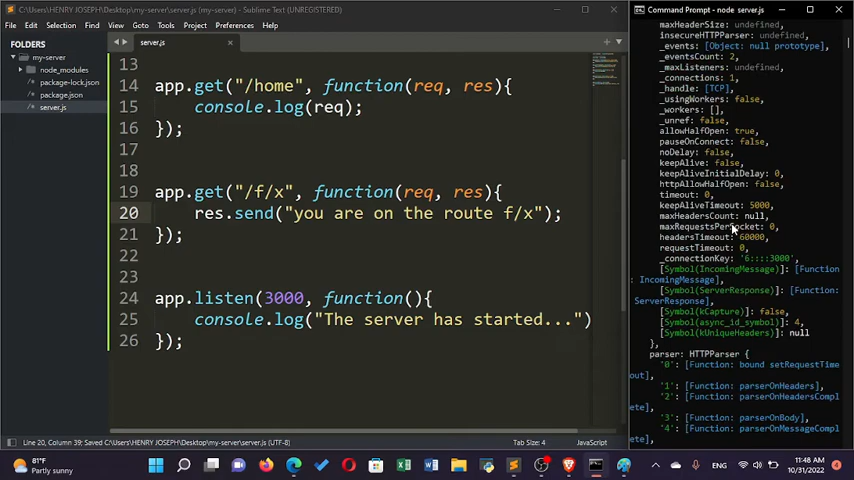 C:\Users\HENRY JOSEPH\Desktop\my-server\server.js (my-server) - Sublime Text (UNREGISTERED)
File Edit Selection Find View Goto Tools Project Preferences Help
FOLDERS
my-server
node_modules
package-lock.json
package.json
server.js
server.js
13
14 app.get("/home", function(req, res){
15 console.log(req);
16 });
17
18
19 app.get("/f/x", function(req, res){
20 res.send("you are on the route f/x");
21 });
22
23
24 app.listen(3000, function(){
25 console.log("The server has started...")
26 });
Line 20, Column 39; Saved C:\Users\HENRY JOSEPH\Desktop\my-server\server.js (UTF-8)
Tab Size: 4
JavaScript
Command Prompt - node server.js
maxHeaderSize: undefined,
insecureHTTPParser: undefined,
_events: [Object: null prototype],
_eventsCount: 2,
_maxListeners: undefined,
_connections: 1,
_handle: [TCP],
_usingWorkers: false,
_workers: [],
_unref: false,
allowHalfOpen: true,
pauseOnConnect: false,
noDelay: false,
keepAlive: false,
keepAliveInitialDelay: 0,
httpAllowHalfOpen: false,
timeout: 0,
keepAliveTimeout: 5000,
maxHeadersCount: null,
maxRequestsPerSocket: 0,
headersTimeout: 60000,
requestTimeout: 0,
_connectionKey: '6::::3000',
[Symbol(IncomingMessage)]: [Function
: IncomingMessage],
[Symbol(ServerResponse)]: [Function:
ServerResponse],
[Symbol(kCapture)]: false,
[Symbol(async_id_symbol)]: 4,
[Symbol(kUniqueHeaders)]: null
},
parser: HTTPParser {
'0': [Function: bound setRequestTime
out],
'1': [Function: parserOnHeaders],
'2': [Function: parserOnHeadersCompl
ete],
'3': [Function: parserOnBody],
'4': [Function: parserOnMessageCompl
ete],
81°F
Partly sunny
ENG
11:48 AM
10/31/2022